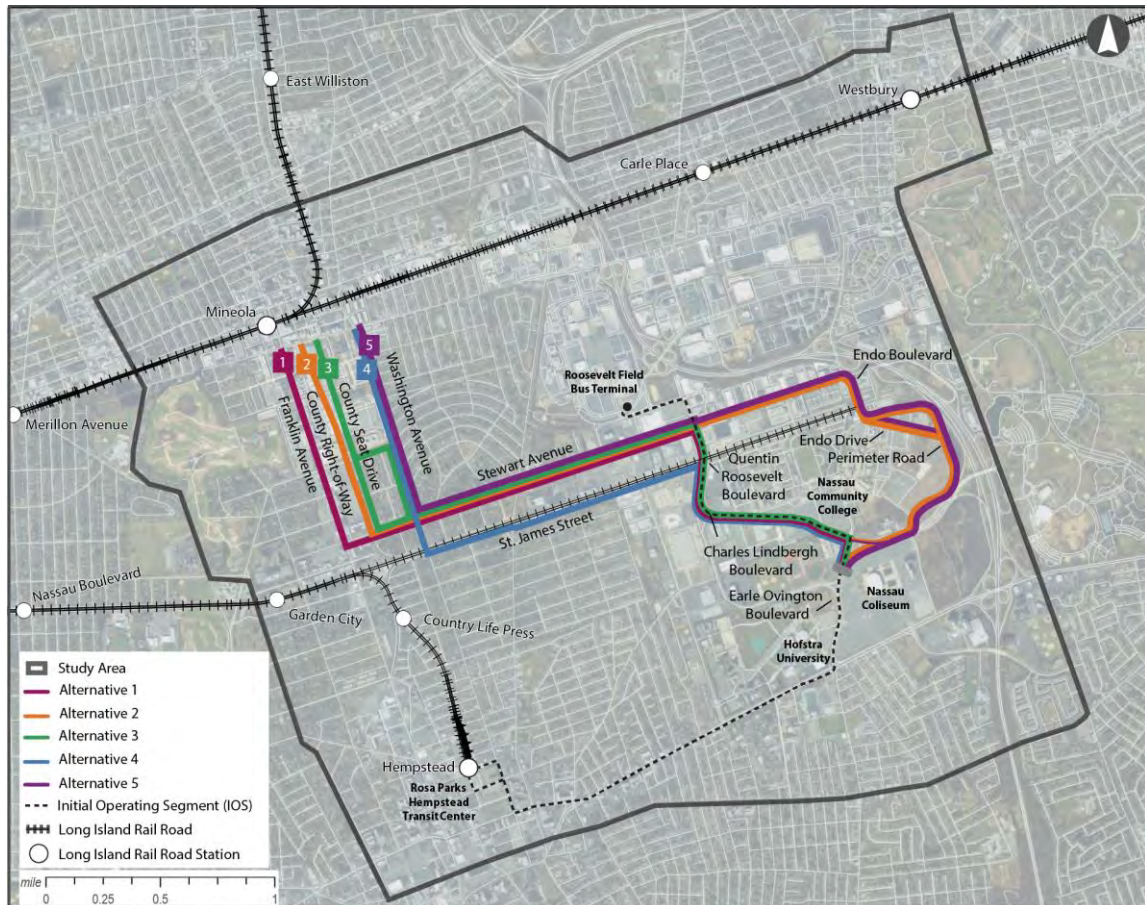 East Williston
Westbury
Carle Place
Mineola
Merillon Avenue
1
2
3
4
5
Franklin Avenue
County Right-of-Way
County Seat Drive
Washington Avenue
Roosevelt Field
Bus Terminal
Endo Boulevard
Stewart Avenue
Endo Drive
Perimeter Road
Quentin
Roosevelt
Boulevard
Nassau
Community
College
St. James Street
Charles Lindbergh
Boulevard
Nassau Boulevard
Garden City
Country Life Press
Earle Ovington
Boulevard
Nassau
Coliseum
Hofstra
University
Hempstead
Rosa Parks
Hempstead
Transit Center
Study Area
Alternative 1
Alternative 2
Alternative 3
Alternative 4
Alternative 5
Initial Operating Segment (IOS)
Long Island Rail Road
Long Island Rail Road Station
mile
0 0.25 0.5 1